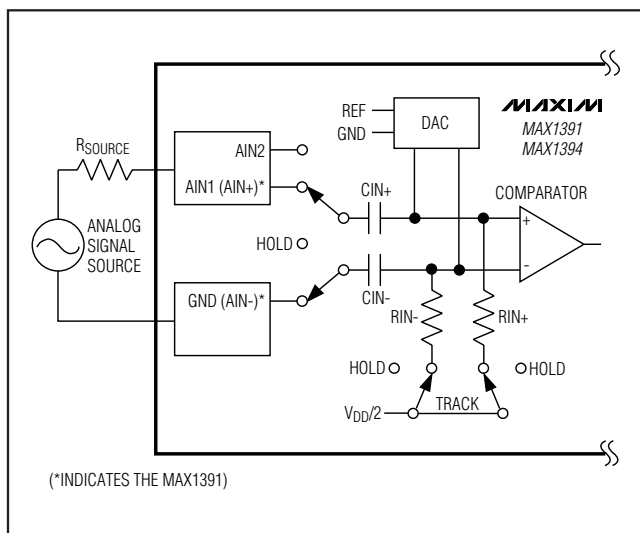 REF
GND
DAC
MAXIM
MAX1391
MAX1394
RSOURCE
AIN2
AIN1 (AIN+)*
CIN+
COMPARATOR
+
-
ANALOG
SIGNAL
SOURCE
HOLD
GND (AIN-)*
CIN-
RIN-
RIN+
HOLD
HOLD
VDD/2
TRACK
(*INDICATES THE MAX1391)